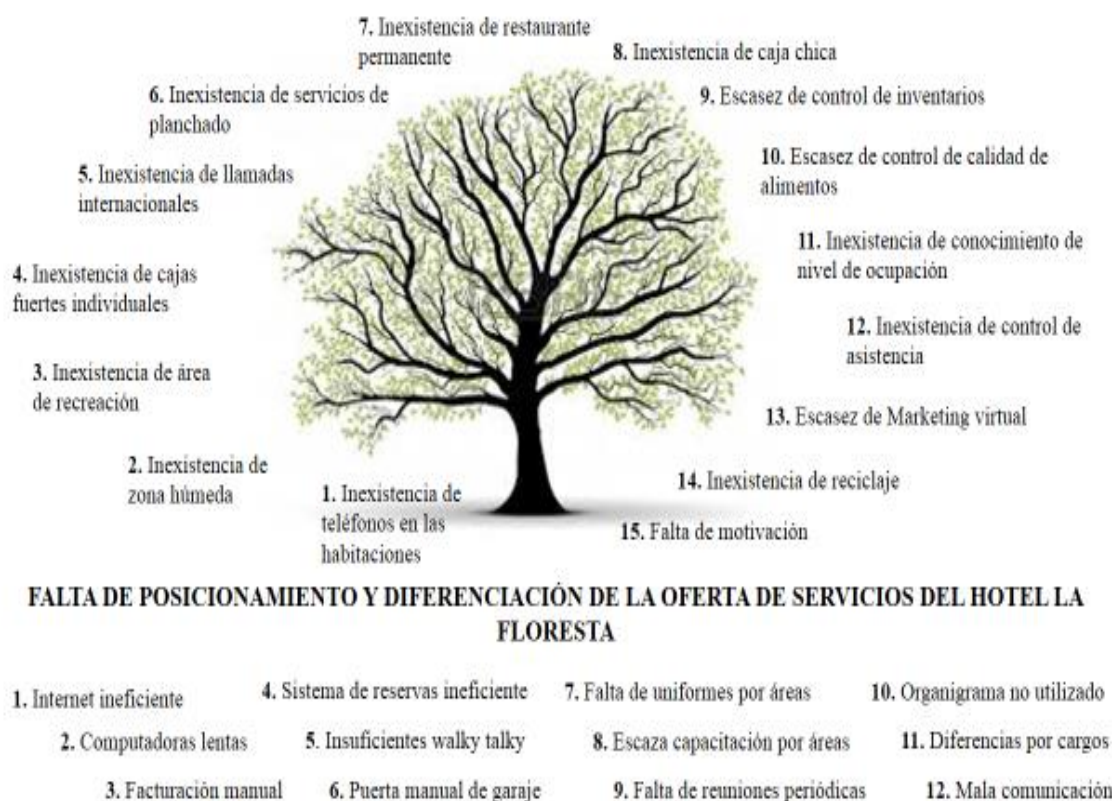 7. Inexistencia de restaurante
permanente
8. Inexistencia de caja chica
6. Inexistencia de servicios de
planchado
9. Escasez de control de inventarios
5. Inexistencia de llamadas
internacionales
10. Escasez de control de calidad de
alimentos
4. Inexistencia de cajas
fuertes individuales
11. Inexistencia de conocimiento de
nivel de ocupación
3. Inexistencia de área
de recreación
12. Inexistencia de control de
asistencia
2. Inexistencia de
zona húmeda
13. Escasez de Marketing virtual
1. Inexistencia de
teléfonos en las
habitaciones
14. Inexistencia de reciclaje
15. Falta de motivación
FALTA DE POSICIONAMIENTO Y DIFERENCIACIÓN DE LA OFERTA DE SERVICIOS DEL HOTEL LA
FLORESTA
1. Internet ineficiente
4. Sistema de reservas ineficiente
7. Falta de uniformes por áreas
10. Organigrama no utilizado
2. Computadoras lentas
5. Insuficientes walky talky
8. Escaza capacitación por áreas
11. Diferencias por cargos
3. Facturación manual
6. Puerta manual de garaje
9. Falta de reuniones periódicas
12. Mala comunicación